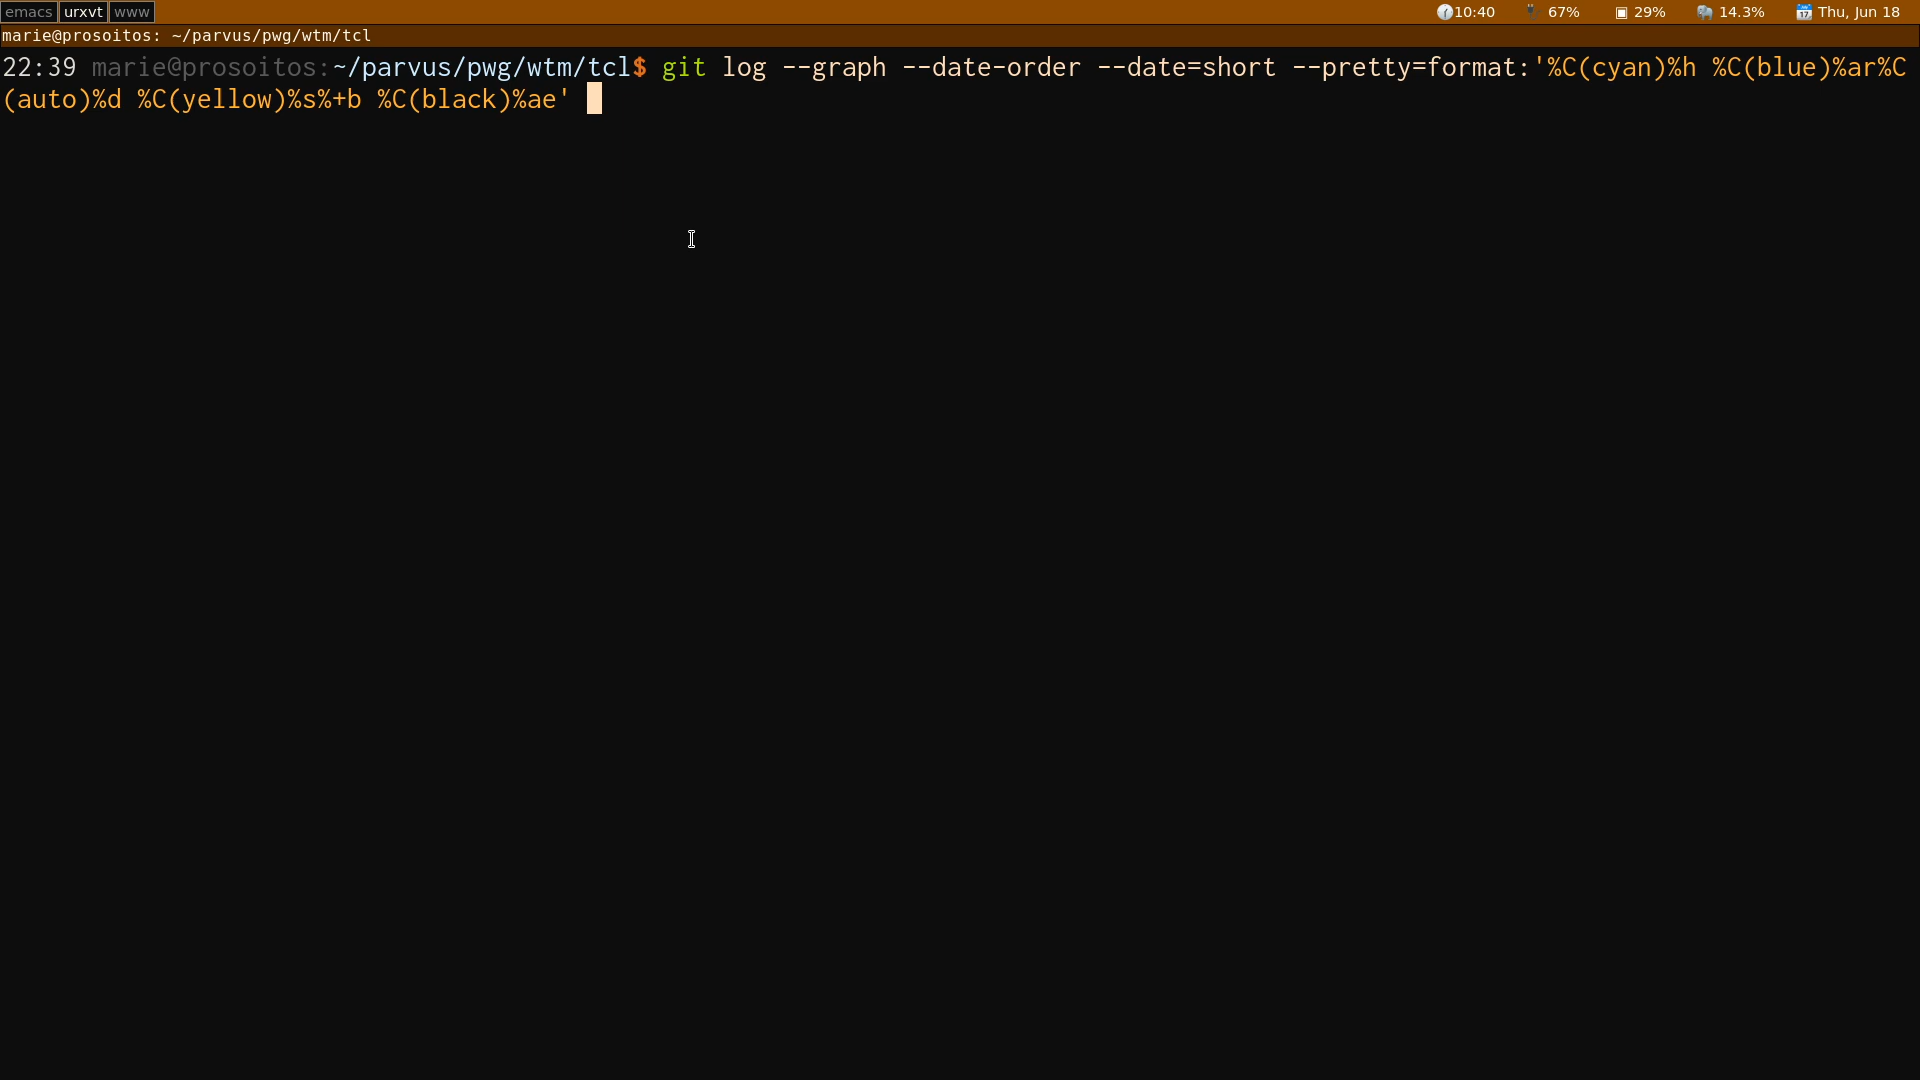 emacs urxvt www 10:40 67% 29% 14.3% Thu, Jun 18
marie@prosoitos: ~/parvus/pwg/wtm/tcl
22:39 marie@prosoitos:~/parvus/pwg/wtm/tcl$ git log --graph --date-order --date=short --pretty=format:'%C(cyan)%h %C(blue)%ar%C
(auto)%d %C(yellow)%s%+b %C(black)%ae'